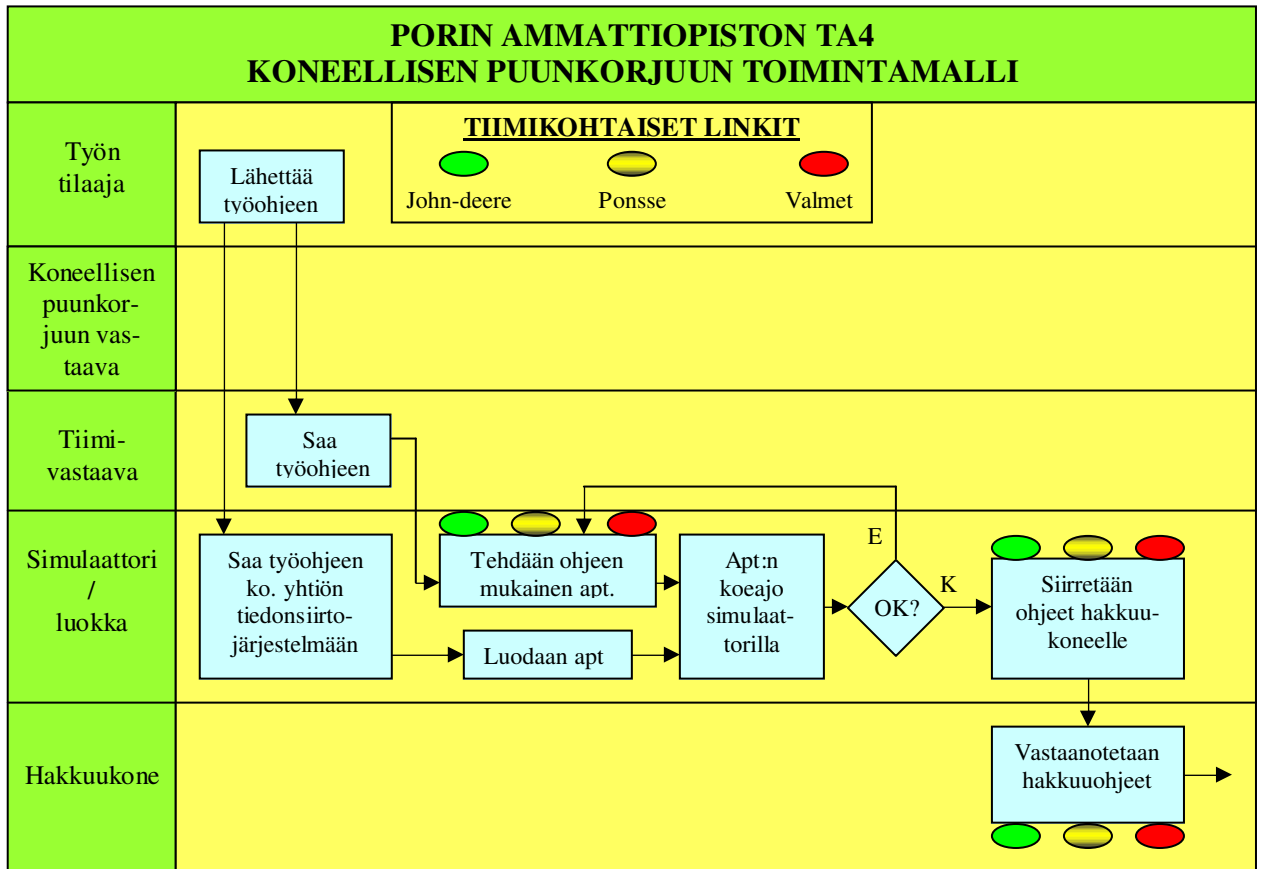 PORIN AMMATTIOPISTON TA4
KONEELLISEN PUUNKORJUUN TOIMINTAMALLI
Työn
tilaaja
Lähettää
työohjeen
TIIMIKOHTAISET LINKIT
John-deere
Ponsse
Valmet
Koneellisen
puunkor-
juun vas-
taava
Tiimi-
vastaava
Saa
työohjeen
Simulaattori
/
luokka
Saa työohjeen
ko. yhtiön
tiedonsiirto-
järjestelmään
Tehdään ohjeen
mukainen apt.
Luodaan apt
Apt:n
koeajo
simulaat-
torilla
E
OK?
K
Siirretään
ohjeet hakkuu-
koneelle
Hakkuukone
Vastaanotetaan
hakkuuohjeet